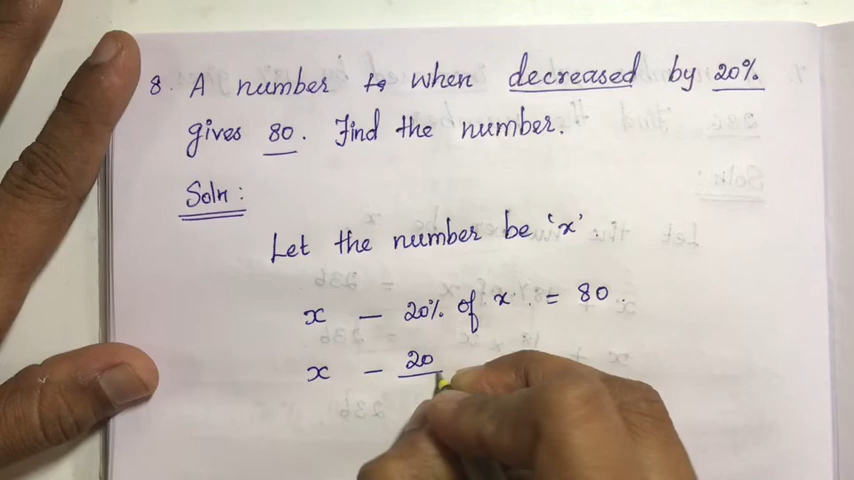 8. A number to when decreased by 20%
gives 80. Find the number.
Soln:
Let the number be 'x'
x - 20% of x. = 80.
x - 20